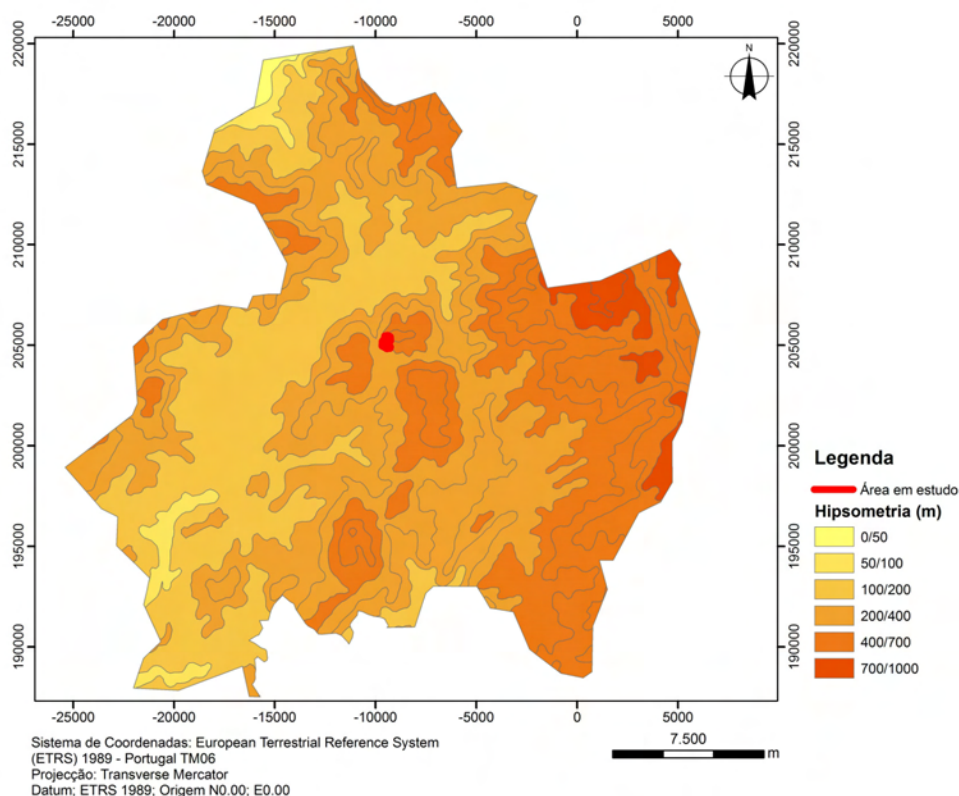 -25000 -20000 -15000 -10000 -5000 0 5000
220000 220000
N
215000 215000
210000 210000
205000 205000
200000 200000
195000 195000
190000 190000
Legenda
Área em estudo
Hipsometria (m)
0/50
50/100
100/200
200/400
400/700
700/1000
-25000 -20000 -15000 -10000 -5000 0 5000
Sistema de Coordenadas: European Terrestrial Reference System
(ETRS) 1989 - Portugal TM06
Projecção: Transverse Mercator
Datum: ETRS 1989; Origem N0.00; E0.00
7.500
m